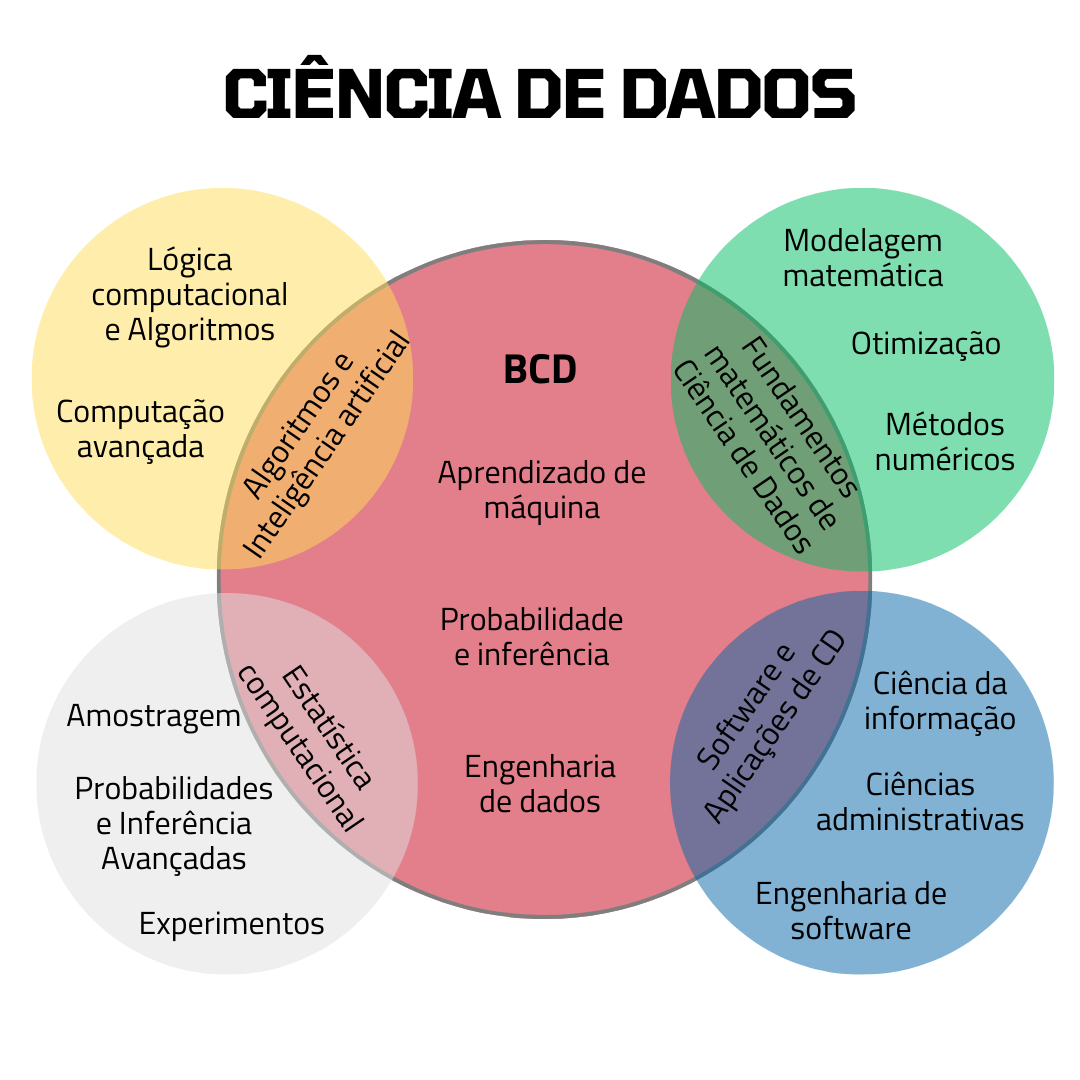 CIÊNCIA DE DADOS
Lógica
computacional
e Algoritmos
Computação
avançada
Algoritmos e
Inteligência artificial
BCD
Aprendizado de
máquina
Probabilidade
e inferência
Engenharia
de dados
Modelagem
matemática
Otimização
Métodos
numéricos
Fundamentos
matemáticos de
Ciência de Dados
Amostragem
Probabilidades
e Inferência
Avançadas
Experimentos
Estatística
computacional
Software e
Aplicações de CD
Ciência da
informação
Ciências
administrativas
Engenharia de
software